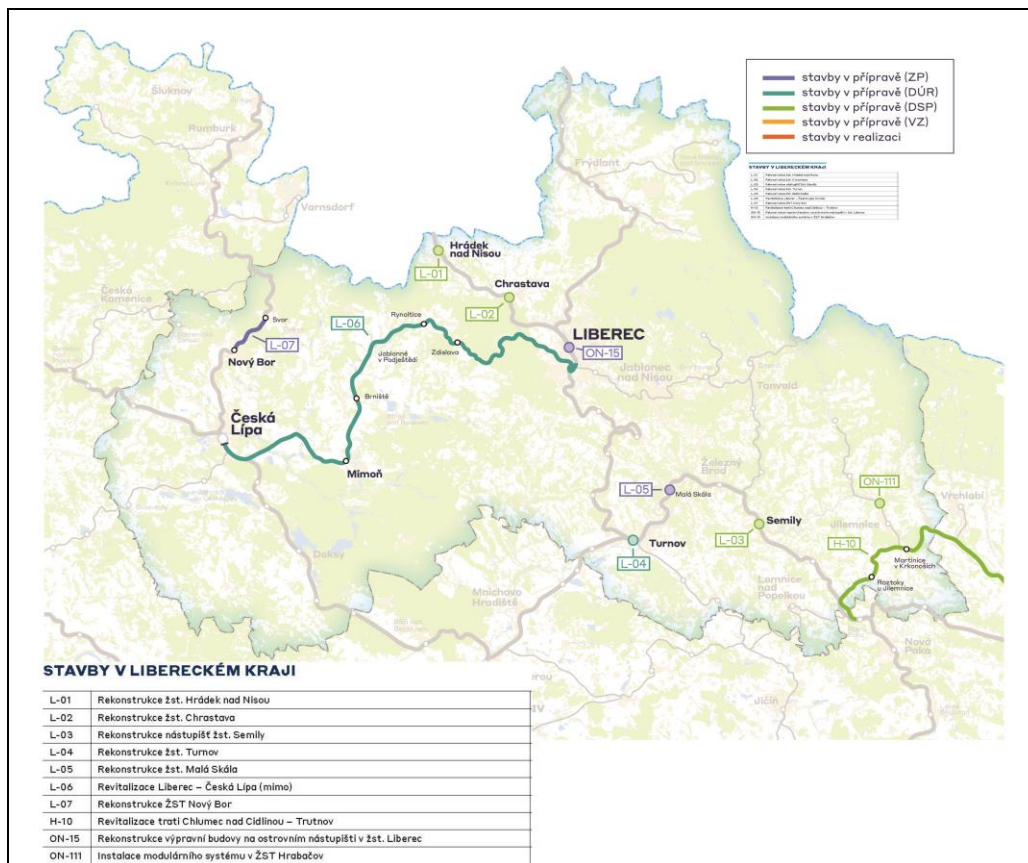 stavby v přípravě (ZP)
stavby v přípravě (DÚR)
stavby v přípravě (DSP)
stavby v přípravě (VZ)
stavby v realizaci
STAVBY V LIBERECKÉM KRAJI
Šluknov
Rumburk
Varnsdorf
Frýdlant
Hrádek
nad Nisou
L-01
Chrastava
L-02
Česká
Kamenice
Svor
L-07
Nový Bor
Rynoltice
L-06
Jablonné
v Podještědí
Zdislava
LIBEREC
ON-15
Jablonec
nad Nisou
Tanvald
Brniště
Česká
Lípa
Mimoň
Železný
Brod
L-05
Malá Skála
ON-111
Vrchlabí
Jilemnice
Semily
L-03
H-10
Martinice
v Krkonoších
Turnov
L-04
Doksy
Roztoky
u Jilemnice
Lomnice
nad
Popelkou
Mnichovo
Hradiště
Nová
Paka
Jičín
STAVBY V LIBERECKÉM KRAJI
L-01 Rekonstrukce žst. Hrádek nad Nisou
L-02 Rekonstrukce žst. Chrastava
L-03 Rekonstrukce nástupišť žst. Semily
L-04 Rekonstrukce žst. Turnov
L-05 Rekonstrukce žst. Malá Skála
L-06 Revitalizace Liberec – Česká Lípa (mimo)
L-07 Rekonstrukce ŽST Nový Bor
H-10 Revitalizace trati Chlumec nad Cidlinou – Trutnov
ON-15 Rekonstrukce výpravní budovy na ostrovním nástupišti v žst. Liberec
ON-111 Instalace modulárního systému v ŽST Hrabačov